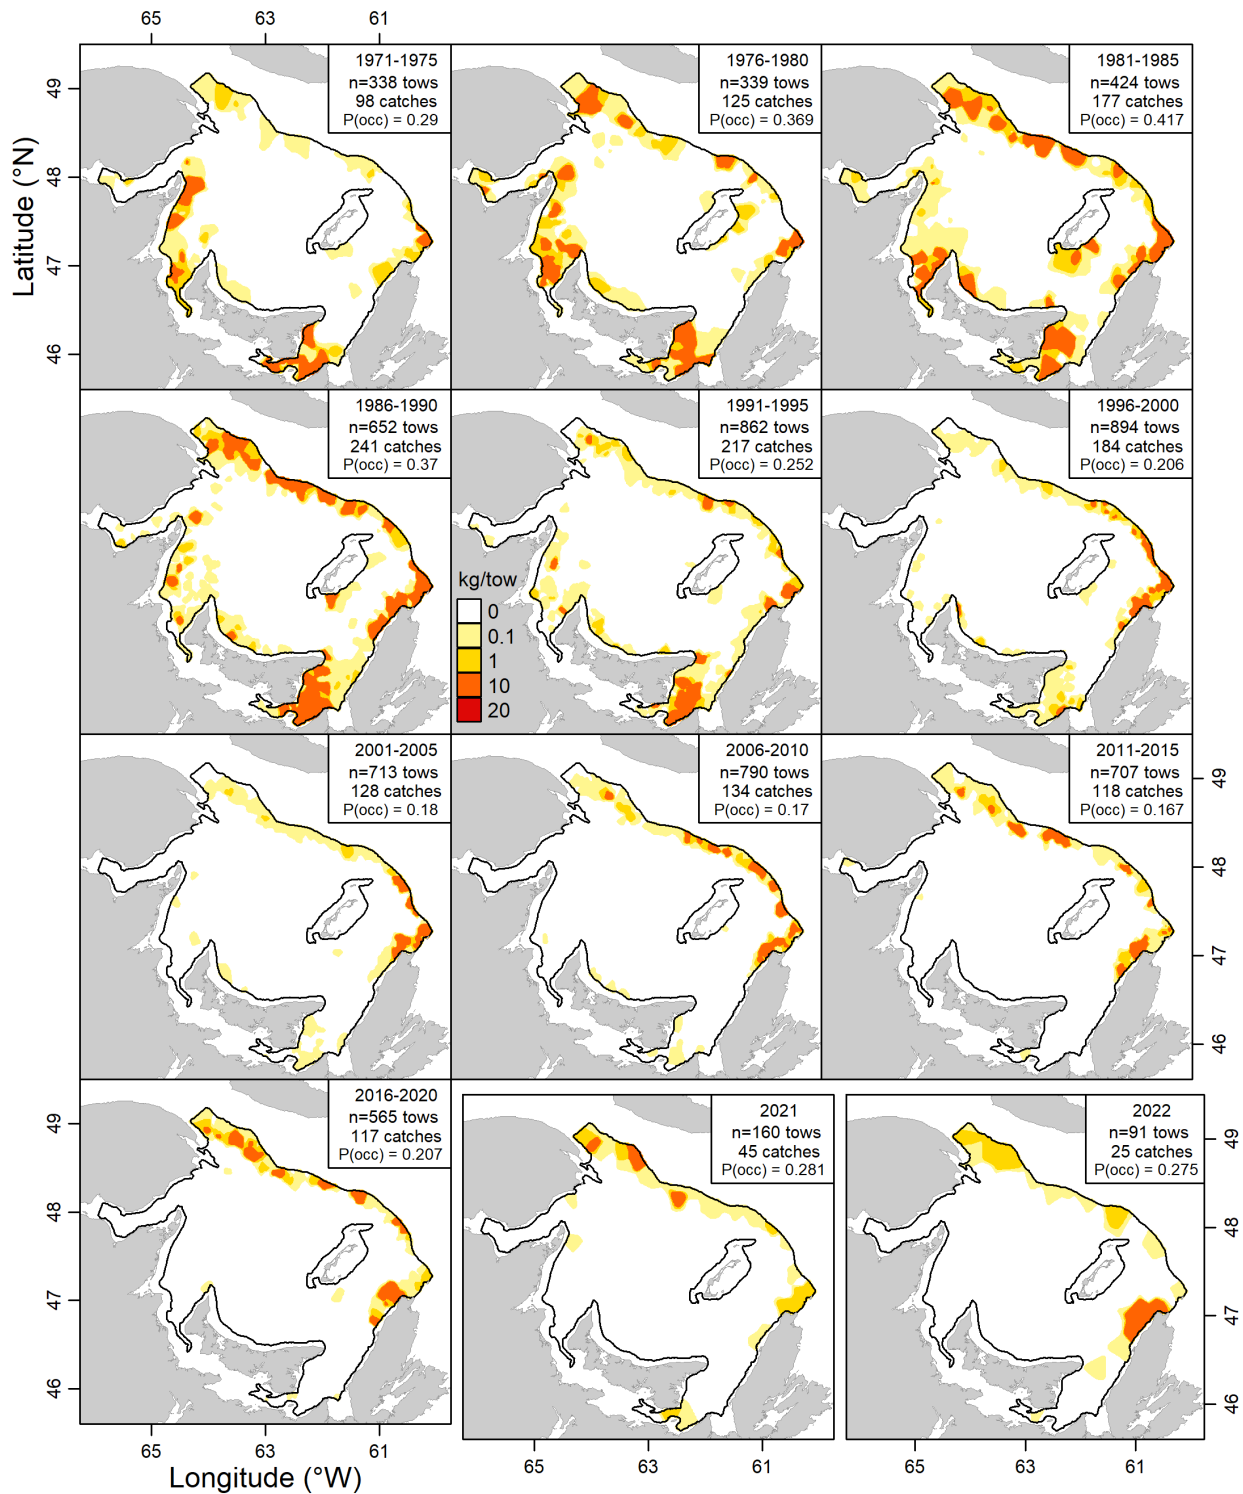 65 63 61
1971-1975
n=338 tows
98 catches
P(occ) = 0.29
1976-1980
n=339 tows
125 catches
P(occ) = 0.369
1981-1985
n=424 tows
177 catches
P(occ) = 0.417
49
48
47
46
Latitude (°N)
1986-1990
n=652 tows
241 catches
P(occ) = 0.37
1991-1995
n=862 tows
217 catches
P(occ) = 0.252
1996-2000
n=894 tows
184 catches
P(occ) = 0.206
kg/tow
0
0.1
1
10
20
2001-2005
n=713 tows
128 catches
P(occ) = 0.18
2006-2010
n=790 tows
134 catches
P(occ) = 0.17
2011-2015
n=707 tows
118 catches
P(occ) = 0.167
49
48
47
46
2016-2020
n=565 tows
117 catches
P(occ) = 0.207
2021
n=160 tows
45 catches
P(occ) = 0.281
2022
n=91 tows
25 catches
P(occ) = 0.275
49
48
47
46
49
48
47
46
65 63 61
65 63 61
65 63 61
Longitude (°W)